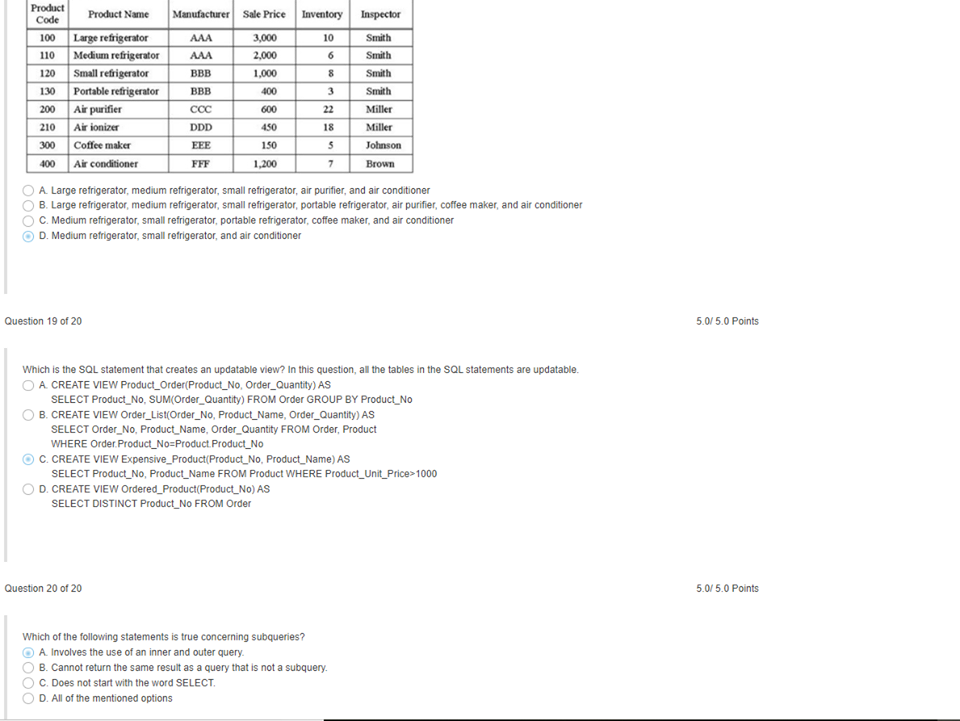 Product Code Product Name Manufacturer Sale Price Inventory Inspector
100 Large refrigerator AAA 3,000 10 Smith
110 Medium refrigerator AAA 2,000 6 Smith
120 Small refrigerator BBB 1,000 8 Smith
130 Portable refrigerator BBB 400 3 Smith
200 Air purifier CCC 600 22 Miller
210 Air ionizer DDD 450 18 Miller
300 Coffee maker EEE 150 5 Johnson
400 Air conditioner FFF 1,200 7 Brown
A. Large refrigerator, medium refrigerator, small refrigerator, air purifier, and air conditioner
B. Large refrigerator, medium refrigerator, small refrigerator, portable refrigerator, air purifier, coffee maker, and air conditioner
C. Medium refrigerator, small refrigerator, portable refrigerator, coffee maker, and air conditioner
D. Medium refrigerator, small refrigerator, and air conditioner
Question 19 of 20 5.0/ 5.0 Points
Which is the SQL statement that creates an updatable view? In this question, all the tables in the SQL statements are updatable.
A. CREATE VIEW Product_Order(Product_No, Order_Quantity) AS
SELECT Product_No, SUM(Order_Quantity) FROM Order GROUP BY Product_No
B. CREATE VIEW Order_List(Order_No, Product_Name, Order_Quantity) AS
SELECT Order_No, Product_Name, Order_Quantity FROM Order, Product
WHERE Order.Product_No=Product.Product_No
C. CREATE VIEW Expensive_Product(Product_No, Product_Name) AS
SELECT Product_No, Product_Name FROM Product WHERE Product_Unit_Price>1000
D. CREATE VIEW Ordered_Product(Product_No) AS
SELECT DISTINCT Product_No FROM Order
Question 20 of 20 5.0/ 5.0 Points
Which of the following statements is true concerning subqueries?
A. Involves the use of an inner and outer query.
B. Cannot return the same result as a query that is not a subquery.
C. Does not start with the word SELECT.
D. All of the mentioned options